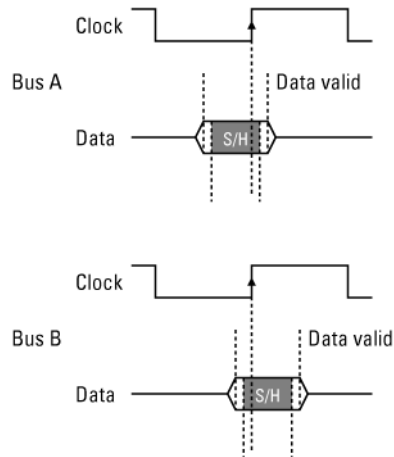 Clock
Bus A
Data valid
Data
S/H
Clock
Bus B
Data valid
Data
S/H